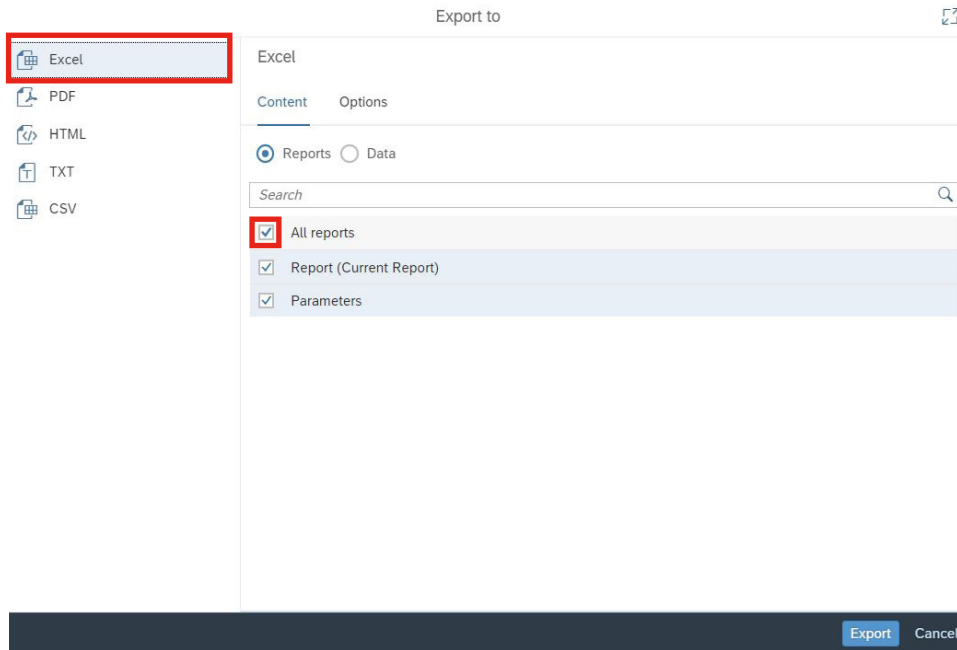 Export to
Excel
PDF
HTML
TXT
CSV
Excel
Content Options
Reports Data
Search
All reports
Report (Current Report)
Parameters
Export Cancel